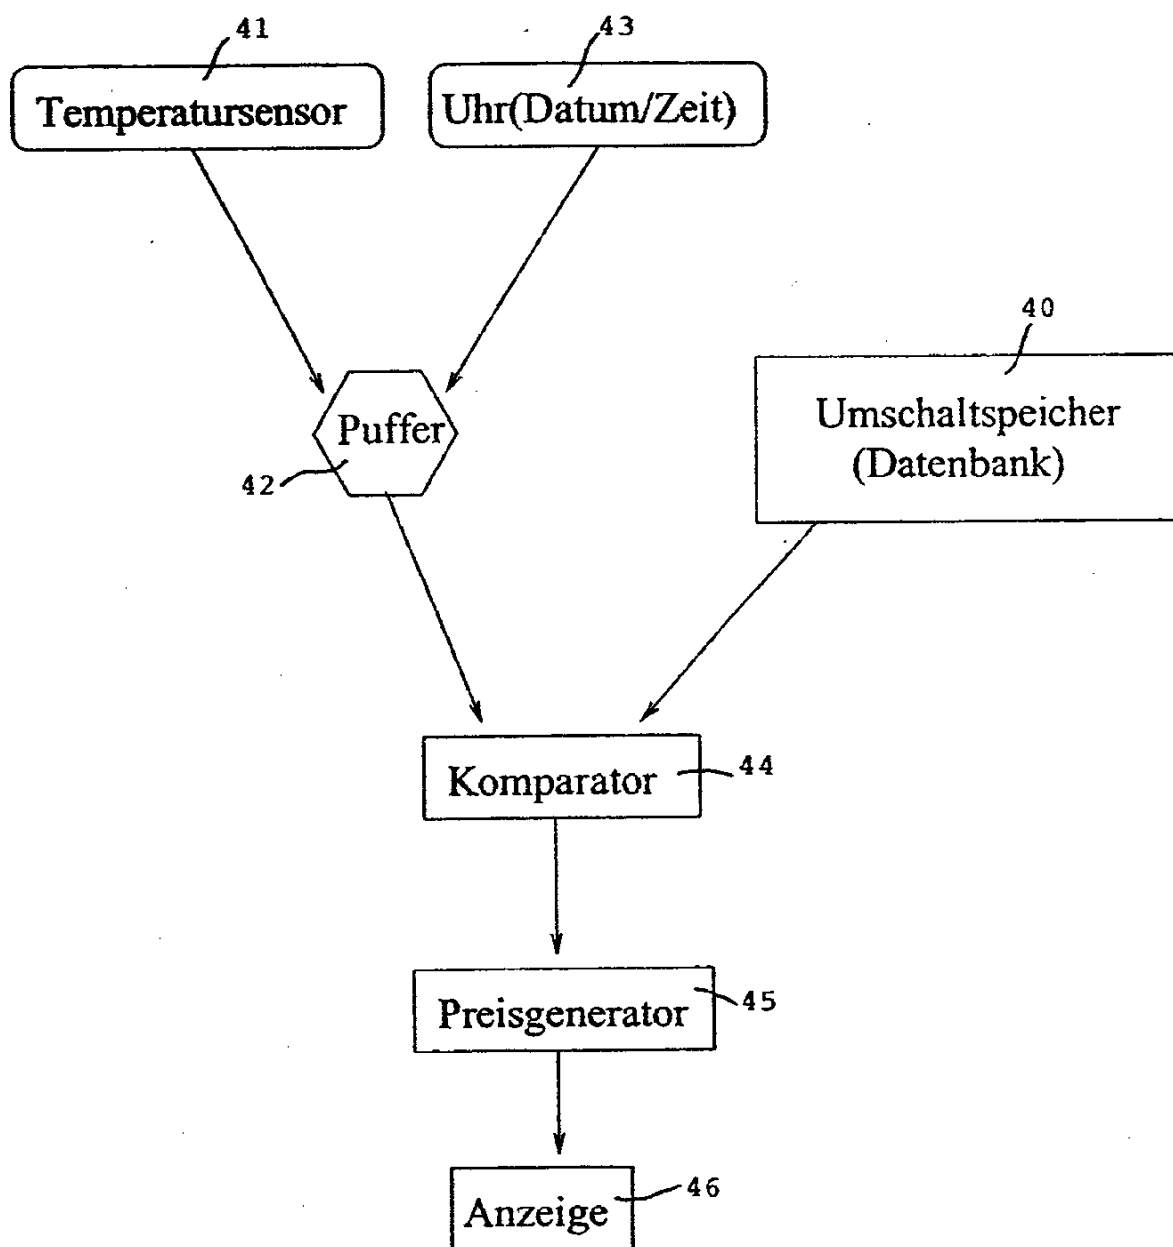 41
43
Temperatursensor
Uhr(Datum/Zeit)
40
Umschaltspeicher
(Datenbank)
Puffer
42
Komparator
44
Preisgenerator
45
Anzeige
46